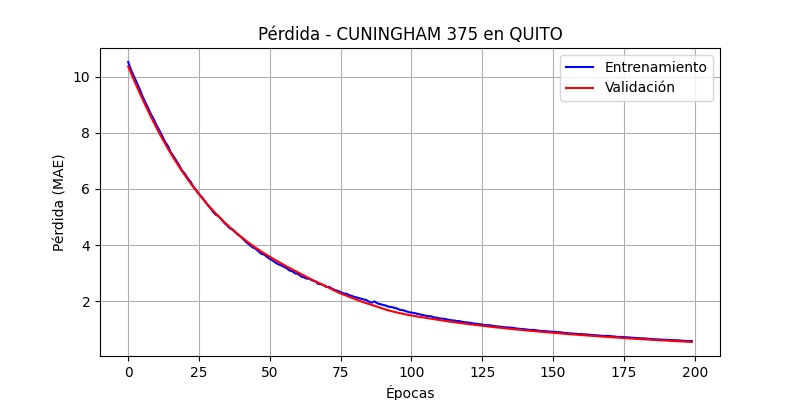 Pérdida - CUNINGHAM 375 en QUITO
Entrenamiento
Validación
Pérdida (MAE)
10
8
6
4
2
0 25 50 75 100 125 150 175 200
Épocas